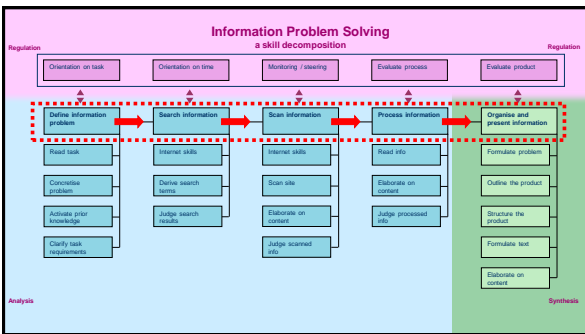 Information Problem Solving
a skill decomposition
Regulation
Regulation
Orientation on task
Orientation on time
Monitoring / steering
Evaluate process
Evaluate product
Define information
problem
Search information
Scan information
Process information
Organise and
present information
Read task
Concretise
problem
Activate prior
knowledge
Clarify task
requirements
Internet skills
Derive search
terms
Judge search
results
Internet skills
Scan site
Elaborate on
content
Judge scanned
info
Read info
Elaborate on
content
Judge processed
info
Formulate problem
Outline the product
Structure the
product
Formulate text
Elaborate on
content
Analysis
Synthesis